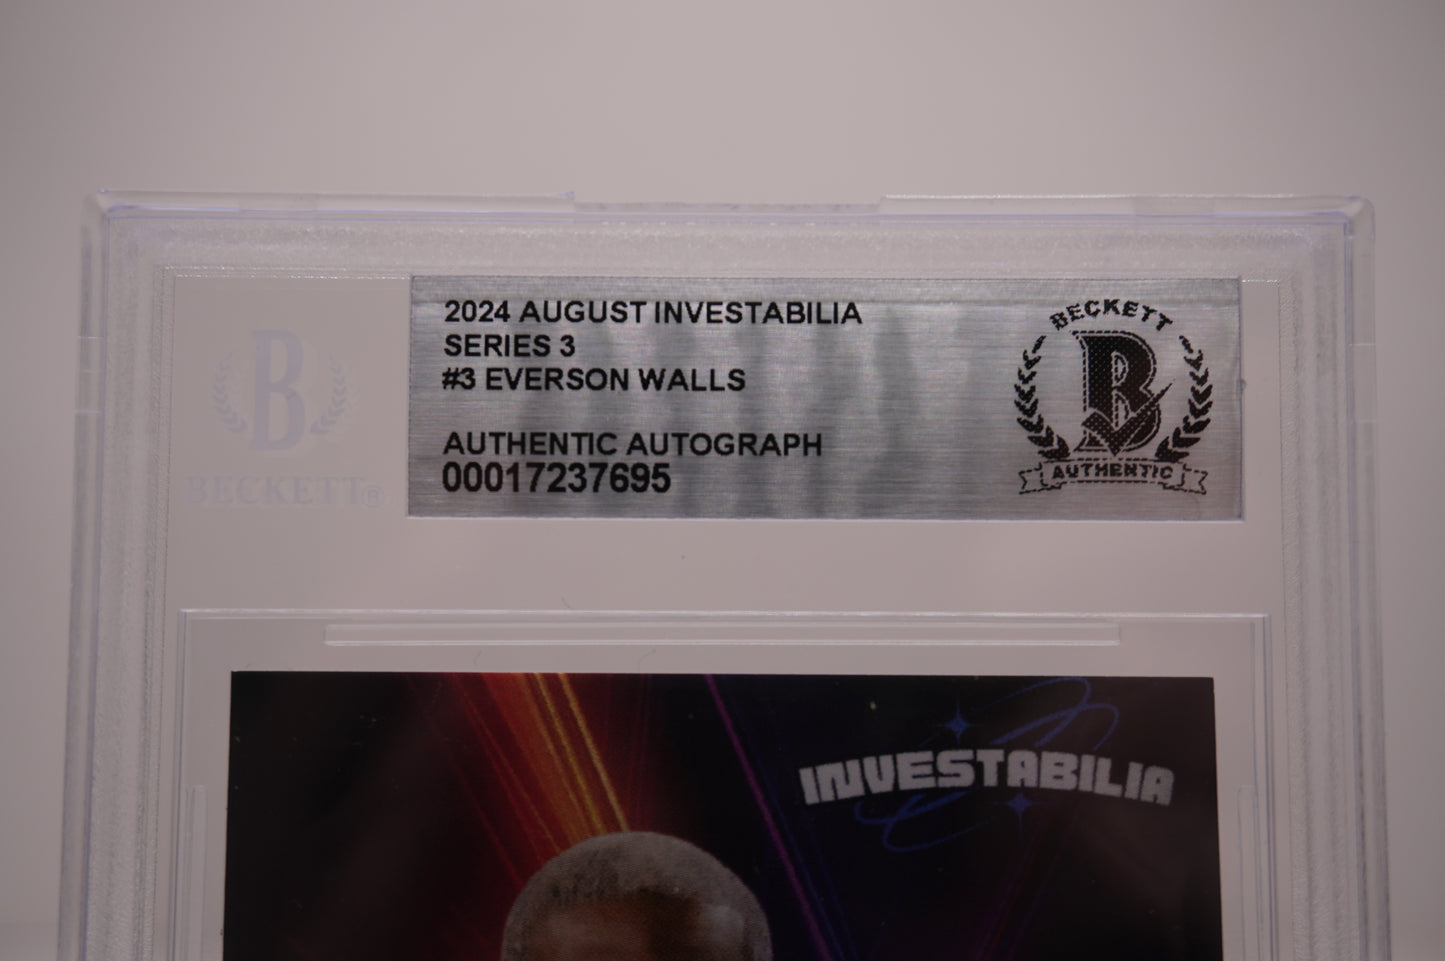 2024 AUGUST INVESTABILIA
SERIES 3
#3 EVERSON WALLS
AUTHENTIC AUTOGRAPH
00017237695
BECKETT
B
AUTHENTIC
B
BECKETT®
INVESTABILIA